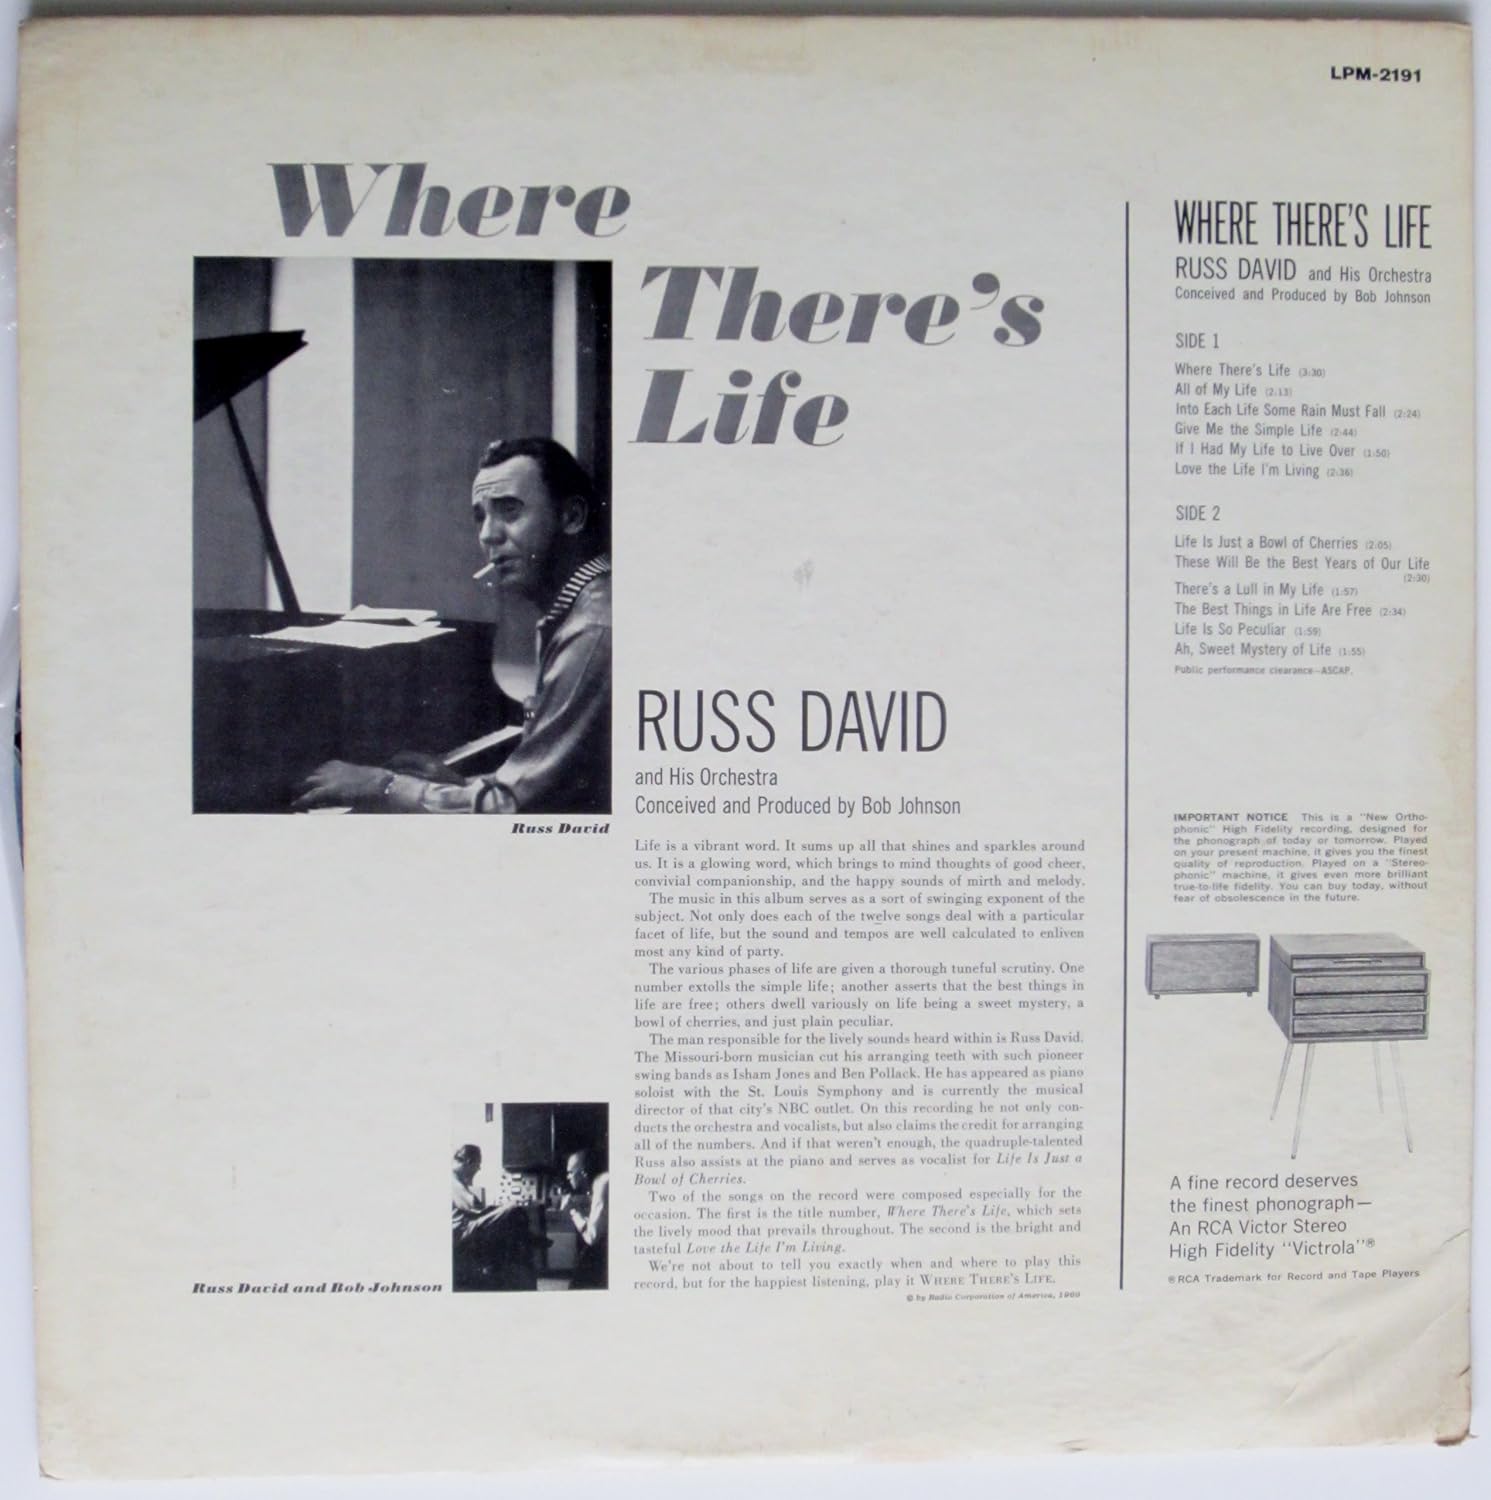 LPM-2191
Where
There's
Life
Russ David
RUSS DAVID
and His Orchestra
Conceived and Produced by Bob Johnson
Life is a vibrant word. It sums up all that shines and sparkles around
us. It is a glowing word, which brings to mind thoughts of good cheer,
convivial companionship, and the happy sounds of mirth and melody.
The music in this album serves as a sort of swinging exponent of the
subject. Not only does each of the twelve songs deal with a particular
facet of life, but the sound and tempos are well calculated to enliven
most any kind of party.
The various phases of life are given a thorough tuneful scrutiny. One
number extolls the simple life; another asserts that the best things in
life are free; others dwell variously on life being a sweet mystery, a
bowl of cherries, and just plain peculiar.
The man responsible for the lively sounds heard within is Russ David.
The Missouri-born musician cut his arranging teeth with such pioneer
swing bands as Isham Jones and Ben Pollack. He has appeared as piano
soloist with the St. Louis Symphony and is currently the musical
director of that city's NBC outlet. On this recording he not only con-
ducts the orchestra and vocalists, but also claims the credit for arranging
all of the numbers. And if that weren't enough, the quadruple-talented
Russ also assists at the piano and serves as vocalist for Life Is Just a
Bowl of Cherries.
Two of the songs on the record were composed especially for the
occasion. The first is the title number, Where There's Life, which sets
the lively mood that prevails throughout. The second is the bright and
tasteful Love the Life I'm Living.
We're not about to tell you exactly when and where to play this
record, but for the happiest listening, play it WHERE THERE'S LIFE.
© by Radio Corporation of America, 1960
Russ David and Bob Johnson
WHERE THERE'S LIFE
RUSS DAVID and His Orchestra
Conceived and Produced by Bob Johnson
SIDE 1
Where There's Life (3:30)
All of My Life (2:13)
Into Each Life Some Rain Must Fall (2:24)
Give Me the Simple Life (2:44)
If I Had My Life to Live Over (1:50)
Love the Life I'm Living (2:36)
SIDE 2
Life Is Just a Bowl of Cherries (2:05)
These Will Be the Best Years of Our Life
(2:30)
There's a Lull in My Life (1:57)
The Best Things in Life Are Free (2:34)
Life Is So Peculiar (1:59)
Ah, Sweet Mystery of Life (1:55)
Public performance clearance—ASCAP.
IMPORTANT NOTICE This is a "New Ortho-
phonic" High Fidelity recording, designed for
the phonograph of today or tomorrow. Played
on your present machine, it gives you the finest
quality of reproduction. Played on a "Stereo-
phonic" machine, it gives even more brilliant
true-to-life fidelity. You can buy today, without
fear of obsolescence in the future.
A fine record deserves
the finest phonograph—
An RCA Victor Stereo
High Fidelity "Victrola"®
®RCA Trademark for Record and Tape Players